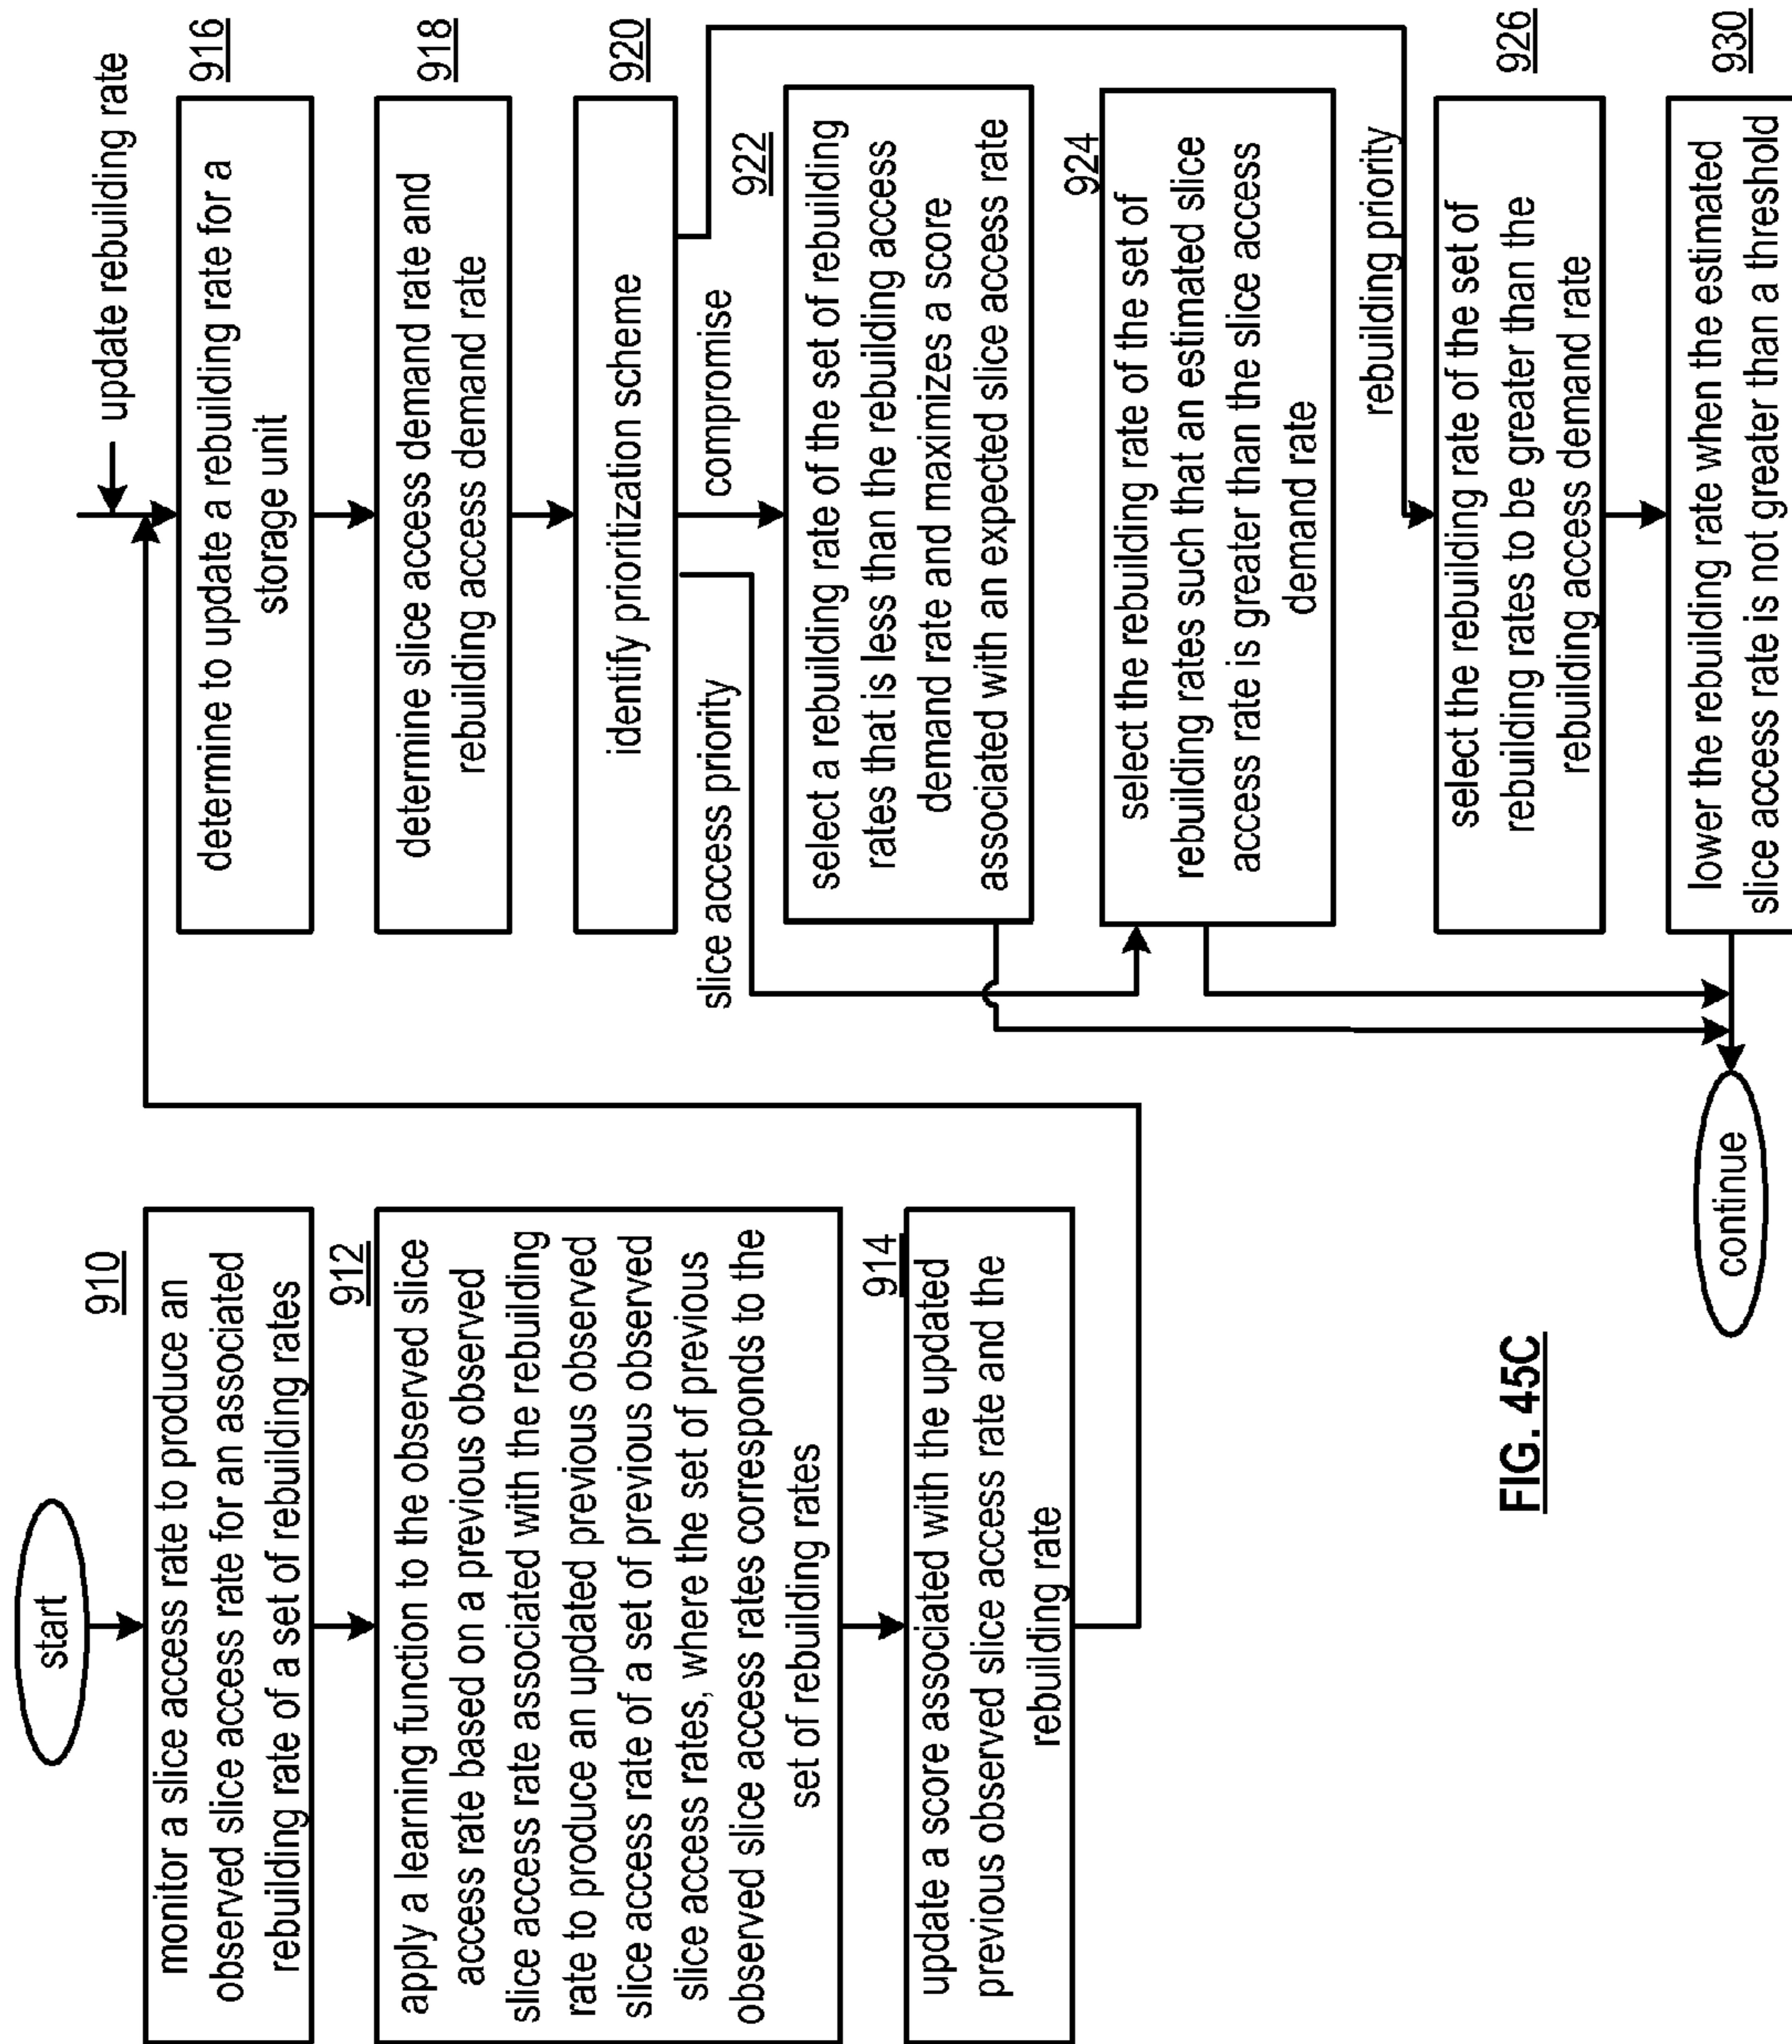 start
910
monitor a slice access rate to produce an
observed slice access rate for an associated
rebuilding rate of a set of rebuilding rates
912
apply a learning function to the observed slice
access rate based on a previous observed
slice access rate associated with the rebuilding
rate to produce an updated previous observed
slice access rate of a set of previous observed
slice access rates, where the set of previous
observed slice access rates corresponds to the
set of rebuilding rates
914
update a score associated with the updated
previous observed slice access rate and the
rebuilding rate
update rebuilding rate
916
determine to update a rebuilding rate for a
storage unit
918
determine slice access demand rate and
rebuilding access demand rate
920
identify prioritization scheme
slice access priority
compromise
922
select a rebuilding rate of the set of rebuilding
rates that is less than the rebuilding access
demand rate and maximizes a score
associated with an expected slice access rate
924
select the rebuilding rate of the set of
rebuilding rates such that an estimated slice
access rate is greater than the slice access
demand rate
rebuilding priority
926
select the rebuilding rate of the set of
rebuilding rates to be greater than the
rebuilding access demand rate
930
lower the rebuilding rate when the estimated
slice access rate is not greater than a threshold
continue
FIG. 45C